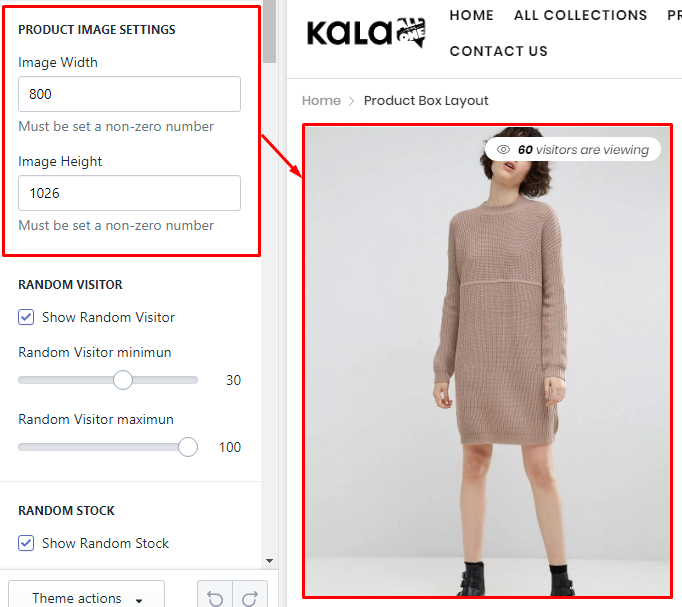 PRODUCT IMAGE SETTINGS
Image Width
800
Must be set a non-zero number
Image Height
1026
Must be set a non-zero number
RANDOM VISITOR
Show Random Visitor
Random Visitor minimun
30
Random Visitor maximun
100
RANDOM STOCK
Show Random Stock
Theme actions
KALA
ONE
HOME ALL COLLECTIONS PR
CONTACT US
Home > Product Box Layout
60 visitors are viewing